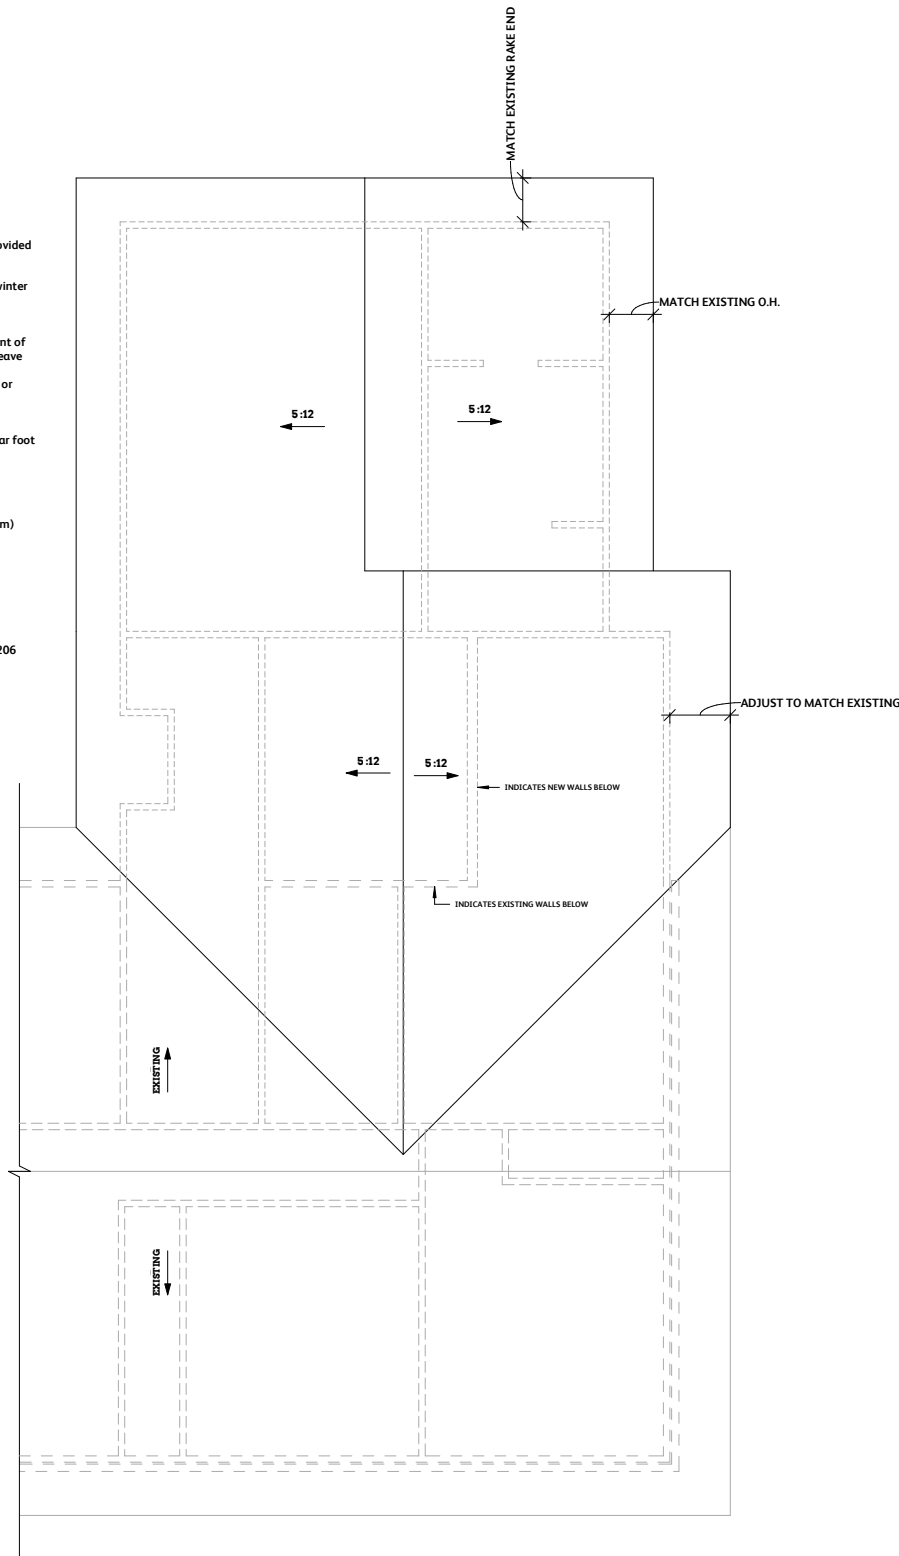 MATCH EXISTING RAKE END
ovided
vinter
MATCH EXISTING O.H.
nt of
eave
or
5:12
5:12
ar foot
m)
206
ADJUST TO MATCH EXISTING
5:12
5:12
INDICATES NEW WALLS BELOW
INDICATES EXISTING WALLS BELOW
EXISTING
EXISTING